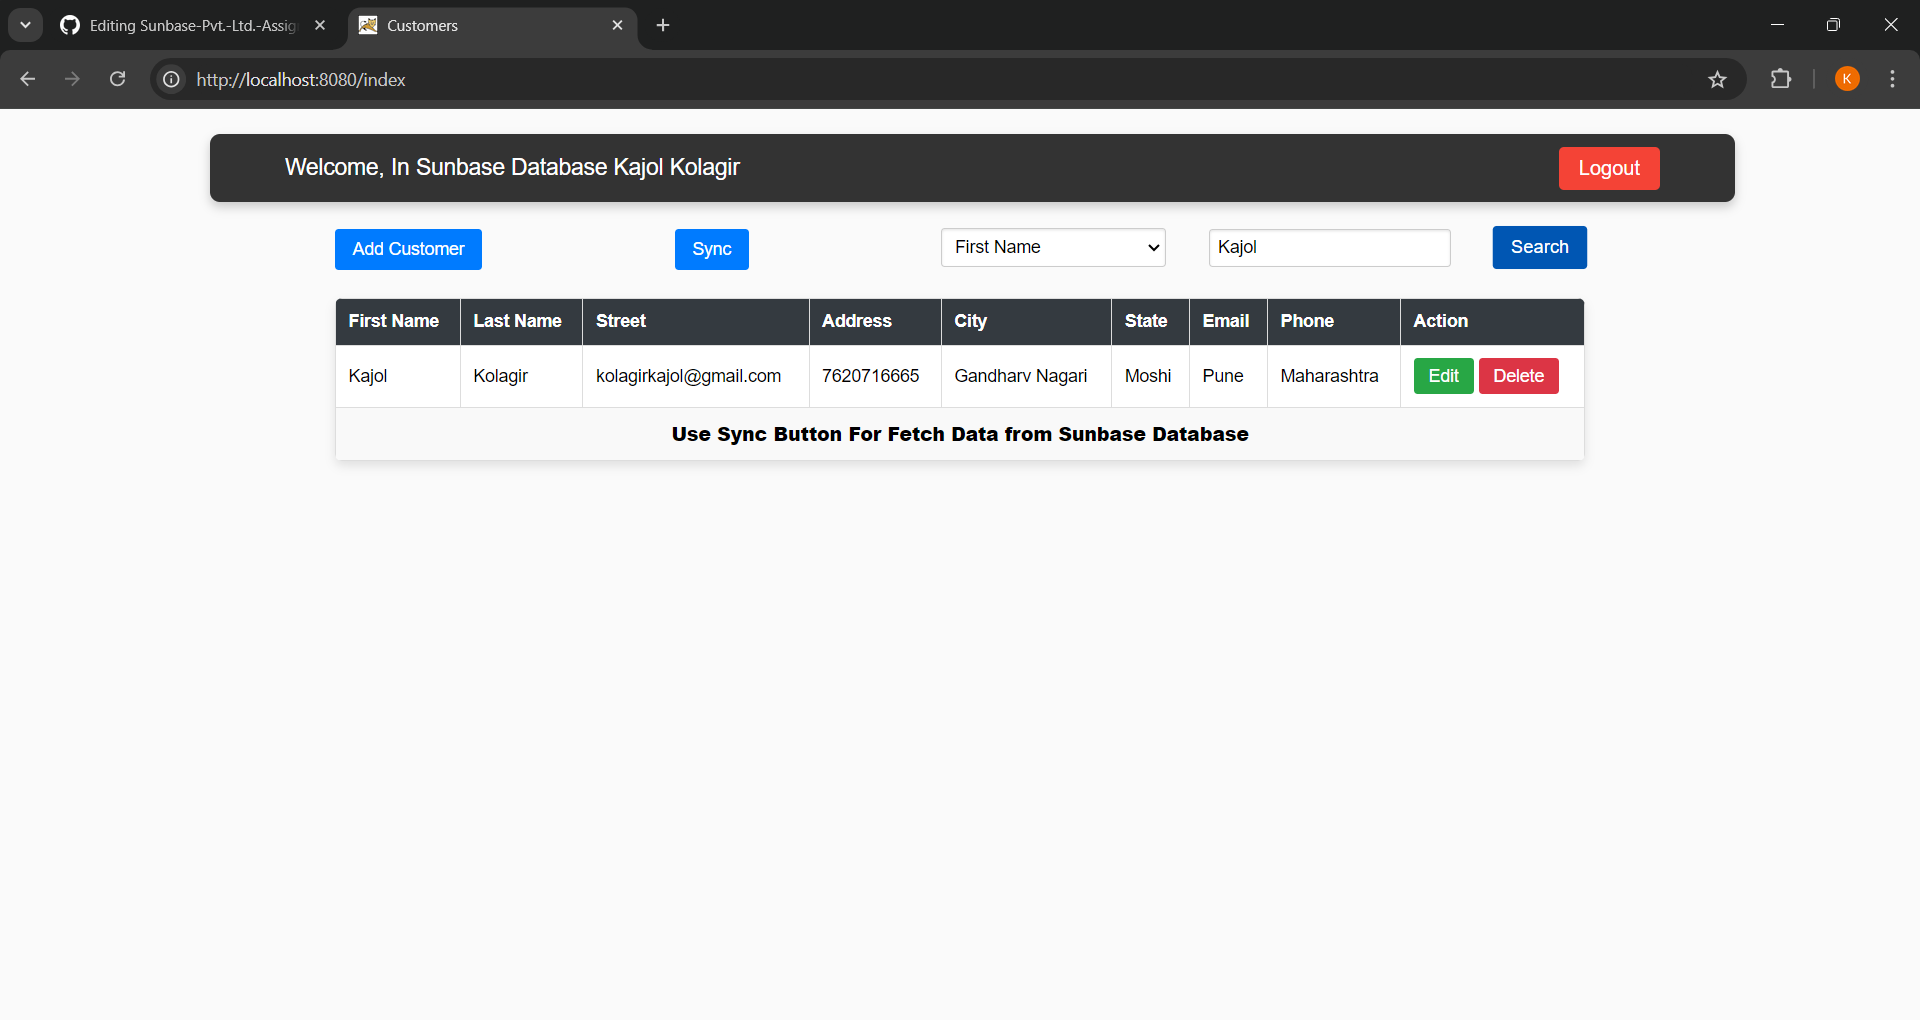 Editing Sunbase-Pvt.-Ltd.-Assig
Customers
http://localhost:8080/index
K
Welcome, In Sunbase Database Kajol Kolagir
Logout
Add Customer
Sync
First Name
Kajol
Search
First Name Last Name Street Address City State Email Phone Action
Kajol Kolagir kolagirkajol@gmail.com 7620716665 Gandharv Nagari Moshi Pune Maharashtra Edit Delete
Use Sync Button For Fetch Data from Sunbase Database